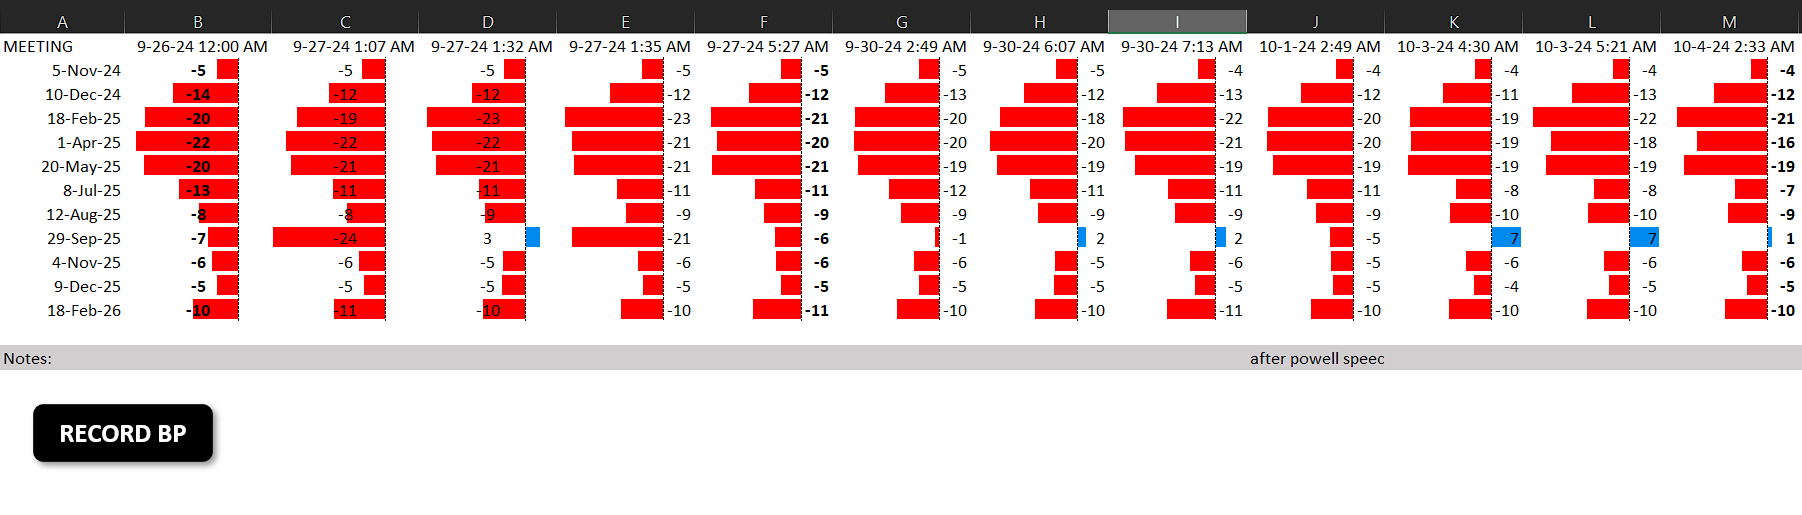 A B C D E F G H I J K L M
MEETING 9-26-24 12:00 AM 9-27-24 1:07 AM 9-27-24 1:32 AM 9-27-24 1:35 AM 9-27-24 5:27 AM 9-30-24 2:49 AM 9-30-24 6:07 AM 9-30-24 7:13 AM 10-1-24 2:49 AM 10-3-24 4:30 AM 10-3-24 5:21 AM 10-4-24 2:33 AM
5-Nov-24 -5 -5 -5 -5 -5 -5 -5 -4 -4 -4 -4 -4
10-Dec-24 -14 -12 -12 -12 -12 -13 -12 -13 -12 -11 -13 -12
18-Feb-25 -20 -19 -23 -23 -21 -20 -18 -22 -20 -19 -22 -21
1-Apr-25 -22 -22 -22 -21 -20 -20 -20 -21 -20 -19 -18 -16
20-May-25 -20 -21 -21 -21 -21 -19 -19 -19 -19 -19 -19 -19
8-Jul-25 -13 -11 -11 -11 -11 -12 -11 -11 -11 -8 -8 -7
12-Aug-25 -8 -8 -9 -9 -9 -9 -9 -9 -9 -10 -10 -9
29-Sep-25 -7 -24 3 -21 -6 -1 2 2 -5 7 7 1
4-Nov-25 -6 -6 -5 -6 -6 -6 -5 -6 -5 -6 -6 -6
9-Dec-25 -5 -5 -5 -5 -5 -5 -5 -5 -5 -4 -5 -5
18-Feb-26 -10 -11 -10 -10 -11 -10 -10 -11 -10 -10 -10 -10
Notes: after powell speec
RECORD BP